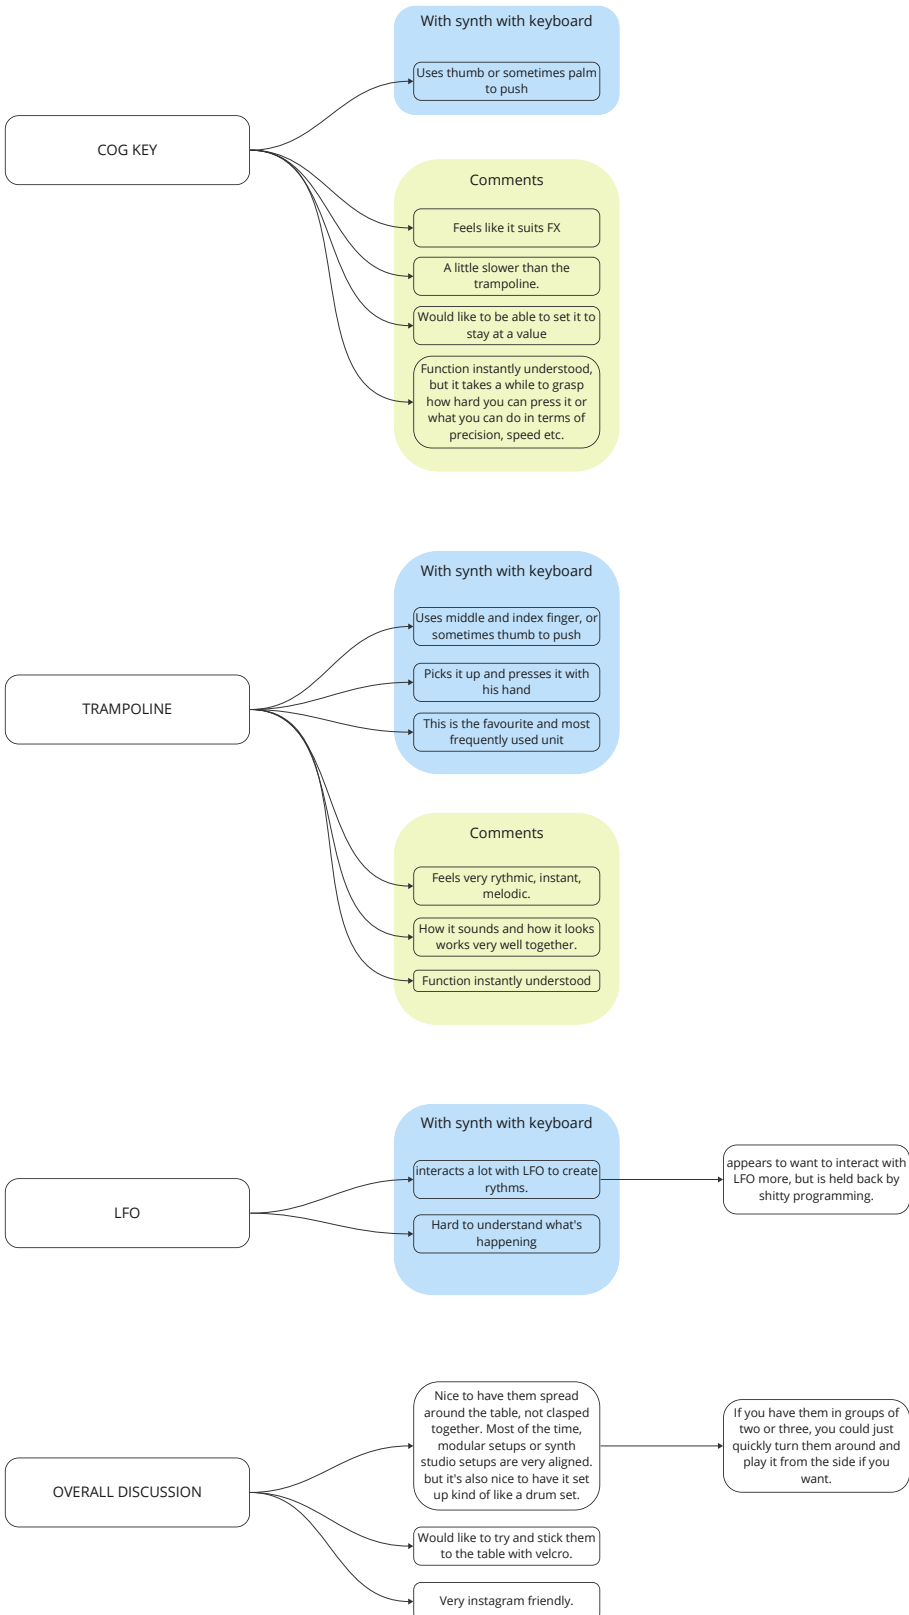 With synth with keyboard
Uses thumb or sometimes palm
to push
COG KEY
Comments
Feels like it suits FX
A little slower than the
trampoline.
Would like to be able to set it to
stay at a value
Function instantly understood,
but it takes a while to grasp
how hard you can press it or
what you can do in terms of
precision, speed etc.
With synth with keyboard
Uses middle and index finger, or
sometimes thumb to push
Picks it up and presses it with
his hand
This is the favourite and most
frequently used unit
TRAMPOLINE
Comments
Feels very rythmic, instant,
melodic.
How it sounds and how it looks
works very well together.
Function instantly understood
With synth with keyboard
interacts a lot with LFO to create
rythms.
appears to want to interact with
LFO more, but is held back by
shitty programming.
LFO
Hard to understand what's
happening
Nice to have them spread
around the table, not clasped
together. Most of the time,
modular setups or synth
studio setups are very aligned.
but it's also nice to have it set
up kind of like a drum set.
If you have them in groups of
two or three, you could just
quickly turn them around and
play it from the side if you
want.
OVERALL DISCUSSION
Would like to try and stick them
to the table with velcro.
Very instagram friendly.